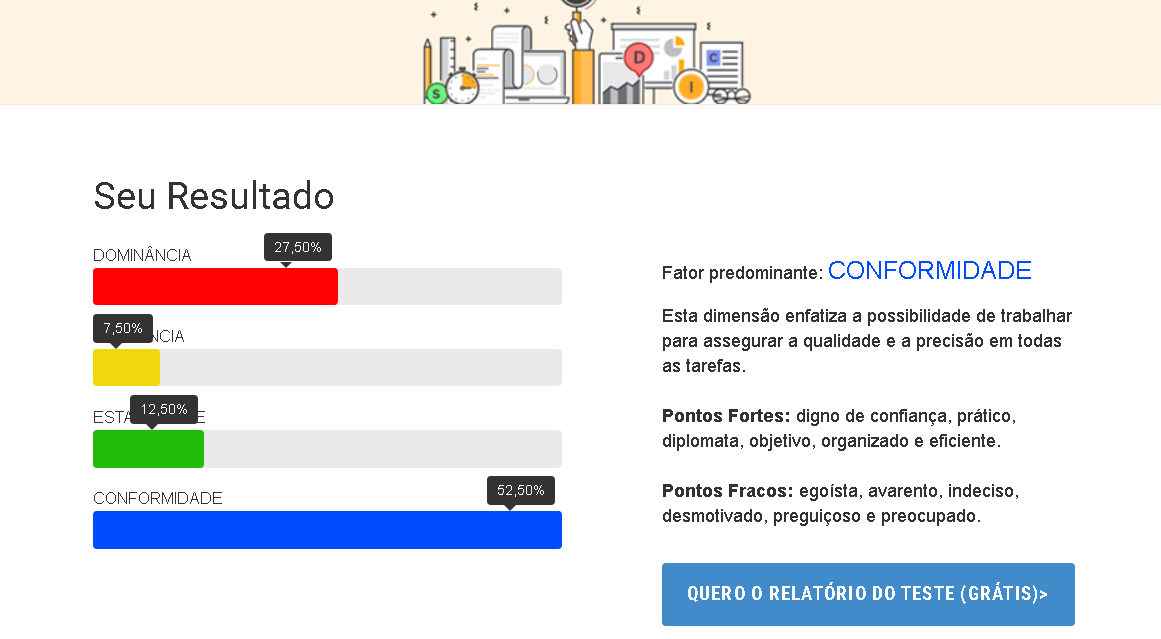 D
C
S
I
Seu Resultado
DOMINÂNCIA
27,50%
7,50%
NCIA
12,50%
ESTA E
CONFORMIDADE
52,50%
Fator predominante: CONFORMIDADE
Esta dimensão enfatiza a possibilidade de trabalhar
para assegurar a qualidade e a precisão em todas
as tarefas.
Pontos Fortes: digno de confiança, prático,
diplomata, objetivo, organizado e eficiente.
Pontos Fracos: egoísta, avarento, indeciso,
desmotivado, preguiçoso e preocupado.
QUERO O RELATÓRIO DO TESTE (GRÁTIS)>